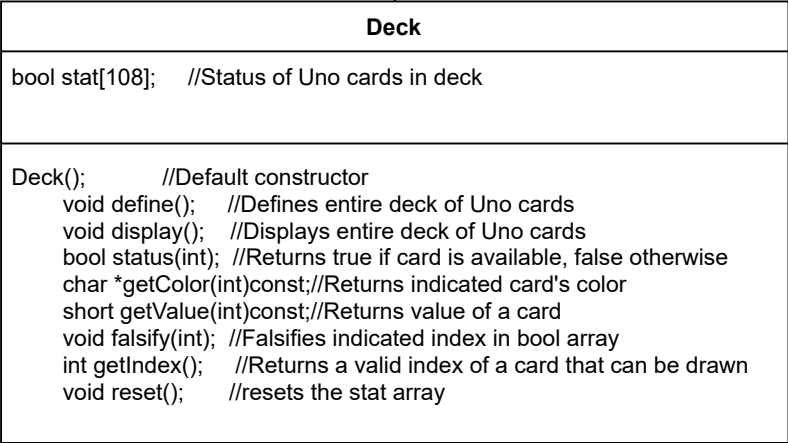 Deck
bool stat[108];     //Status of Uno cards in deck
Deck();            //Default constructor
void define();    //Defines entire deck of Uno cards
void display();   //Displays entire deck of Uno cards
bool status(int);  //Returns true if card is available, false otherwise
char *getColor(int)const;//Returns indicated card's color
short getValue(int)const;//Returns value of a card
void falsify(int);  //Falsifies indicated index in bool array
int getIndex();     //Returns a valid index of a card that can be drawn
void reset();       //resets the stat array